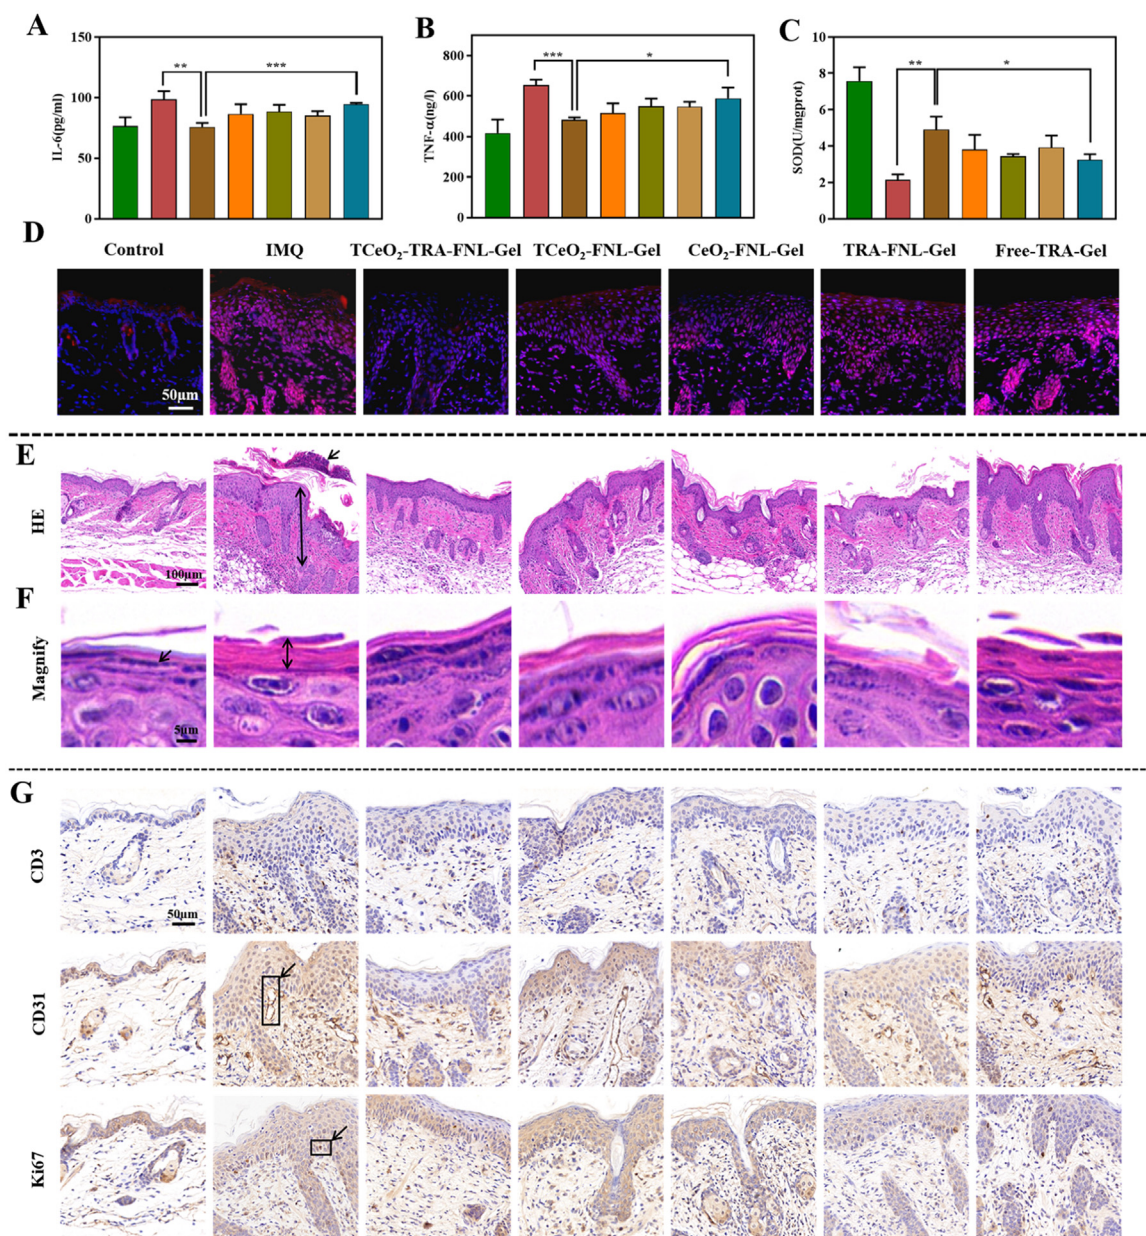 A
B
C
150
100
50
0
IL-6(pg/ml)
**
***
800
600
400
200
0
TNF-α(ng/l)
***
*
10
8
6
4
2
0
SOD(U/mgprot)
**
*
D
Control
IMQ
TCeO₂-TRA-FNL-Gel
TCeO₂-FNL-Gel
CeO₂-FNL-Gel
TRA-FNL-Gel
Free-TRA-Gel
50μm
E
HE
100μm
F
Magnify
5μm
G
CD3
50μm
CD31
Ki67